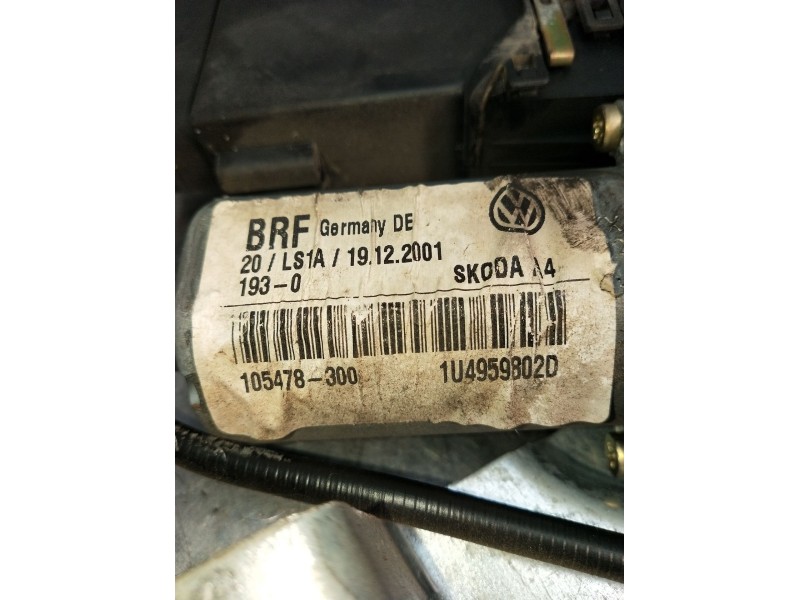 BRF Germany DE
20 / LS1A / 19.12.2001
193-0 SKODA A4
105478-300 1U4959802D